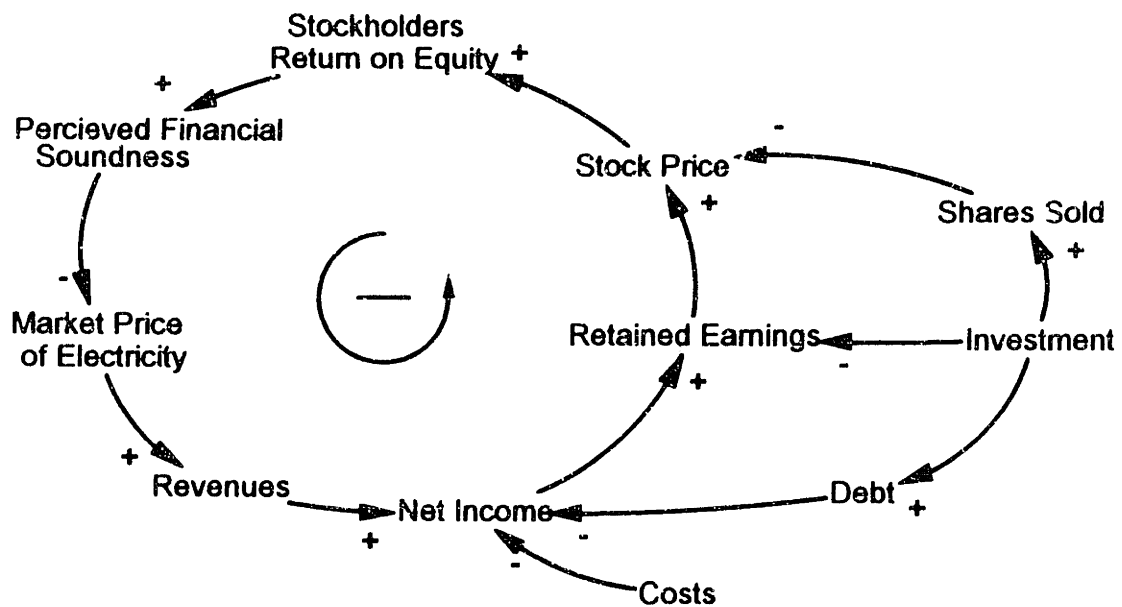 Stockholders
Return on Equity +
+
Percieved Financial
Soundness
-
Stock Price
-
+
Shares Sold
+
-
Market Price
of Electricity
—
Retained Earnings
-
Investment
+
+
Revenues
+
Net Income
-
Debt
+
-
Costs